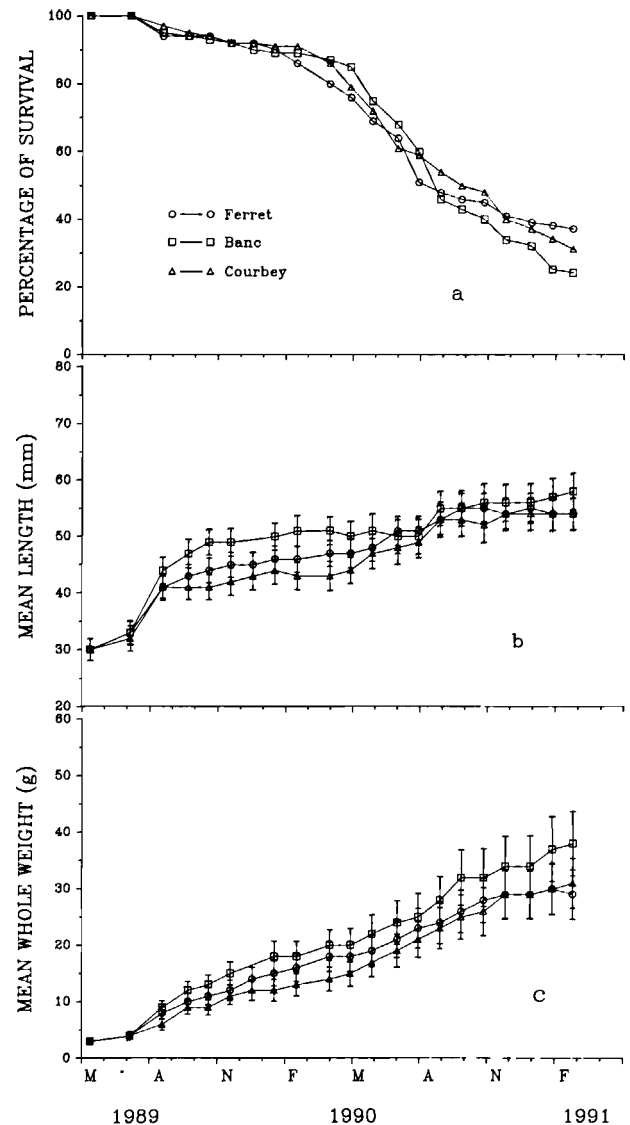 100
80
60
40
20
0
PERCENTAGE OF SURVIVAL
Ferret
Banc
Courbey
a
80
70
60
50
40
30
20
MEAN LENGTH (mm)
b
60
50
40
30
20
10
0
MEAN WHOLE WEIGHT (g)
c
M A N F M A N F
1989 1990 1991